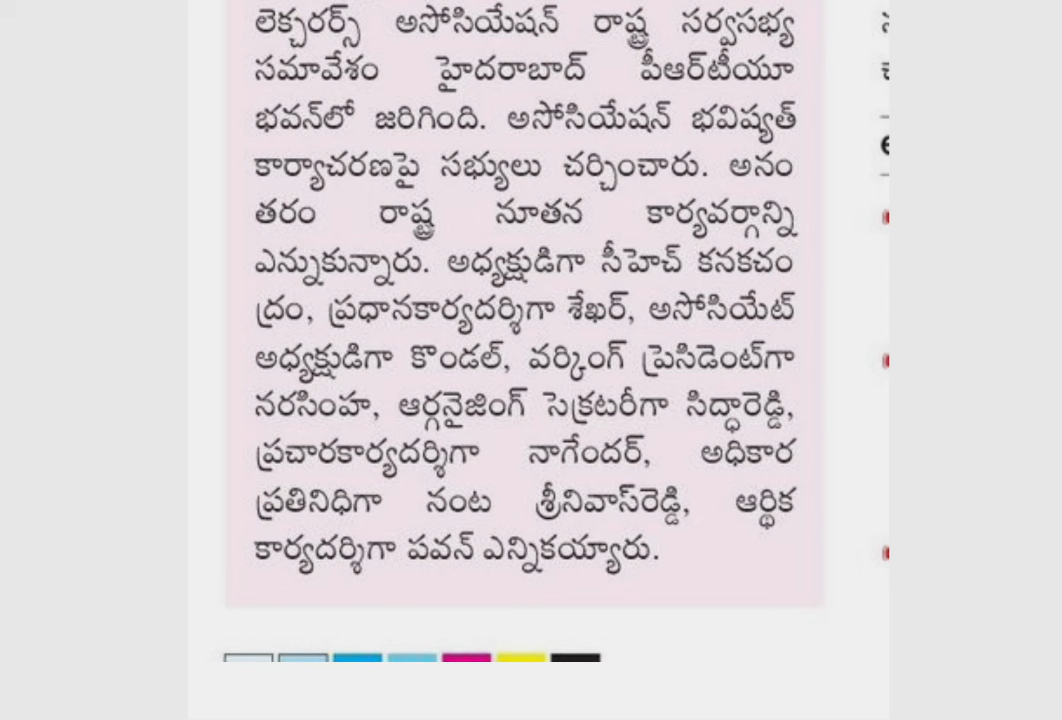 లెక్చరర్స్ అసోసియేషన్ రాష్ట్ర సర్వసభ్య
సమావేశం హైదరాబాద్ పీఆర్‌టీయూ
భవన్‌లో జరిగింది. అసోసియేషన్ భవిష్యత్
కార్యాచరణపై సభ్యులు చర్చించారు. అనం
తరం రాష్ట్ర నూతన కార్యవర్గాన్ని
ఎన్నుకున్నారు. అధ్యక్షుడిగా సీహెచ్ కనకచం
ద్రం, ప్రధానకార్యదర్శిగా శేఖర్, అసోసియేట్
అధ్యక్షుడిగా కొండల్, వర్కింగ్ ప్రెసిడెంట్‌గా
నరసింహ, ఆర్గనైజింగ్ సెక్రటరీగా సిద్ధారెడ్డి,
ప్రచారకార్యదర్శిగా నాగేందర్, అధికార
ప్రతినిధిగా నంట శ్రీనివాస్‌రెడ్డి, ఆర్థిక
కార్యదర్శిగా పవన్ ఎన్నికయ్యారు.